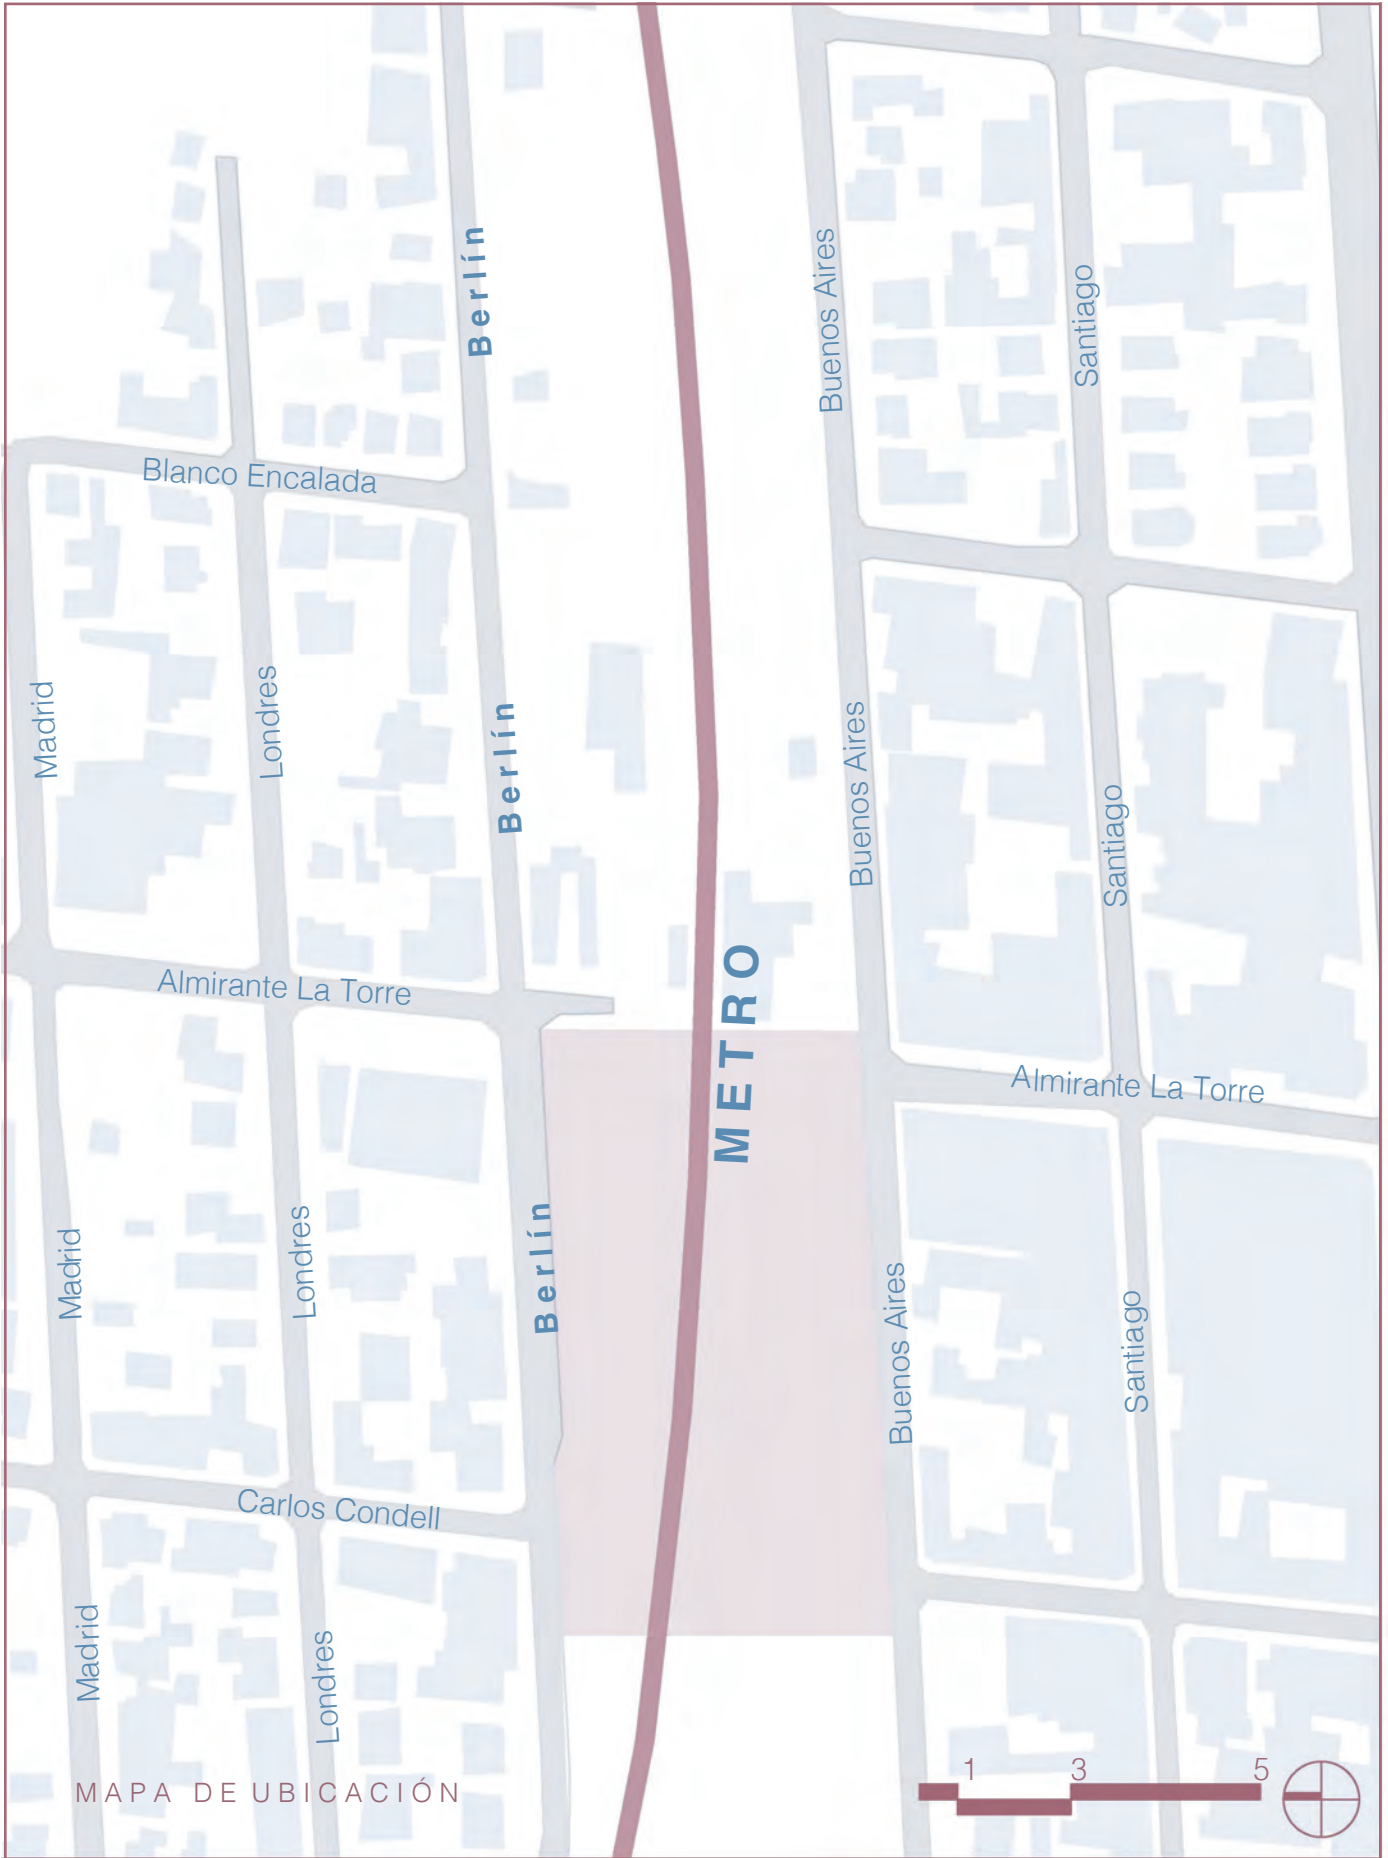 Berlín
Buenos Aires
Santiago
Blanco Encalada
Madrid
Londres
Berlín
Buenos Aires
Santiago
Almirante La Torre
METRO
Almirante La Torre
Madrid
Londres
Berlín
Buenos Aires
Santiago
Carlos Condell
Madrid
Londres
MAPA DE UBICACIÓN
1 3 5